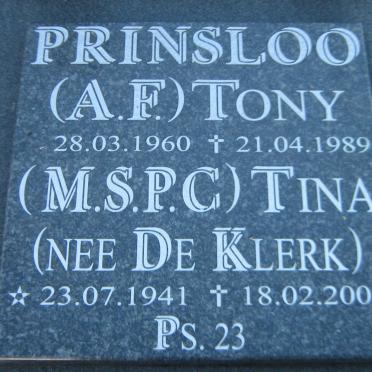 PRINSLOO
(A.F.) TONY
28.03.1960 ✝ 21.04.1989
(M.S.P.C) TINA
(NEE DE KLERK)
☆ 23.07.1941 ✝ 18.02.200
PS. 23